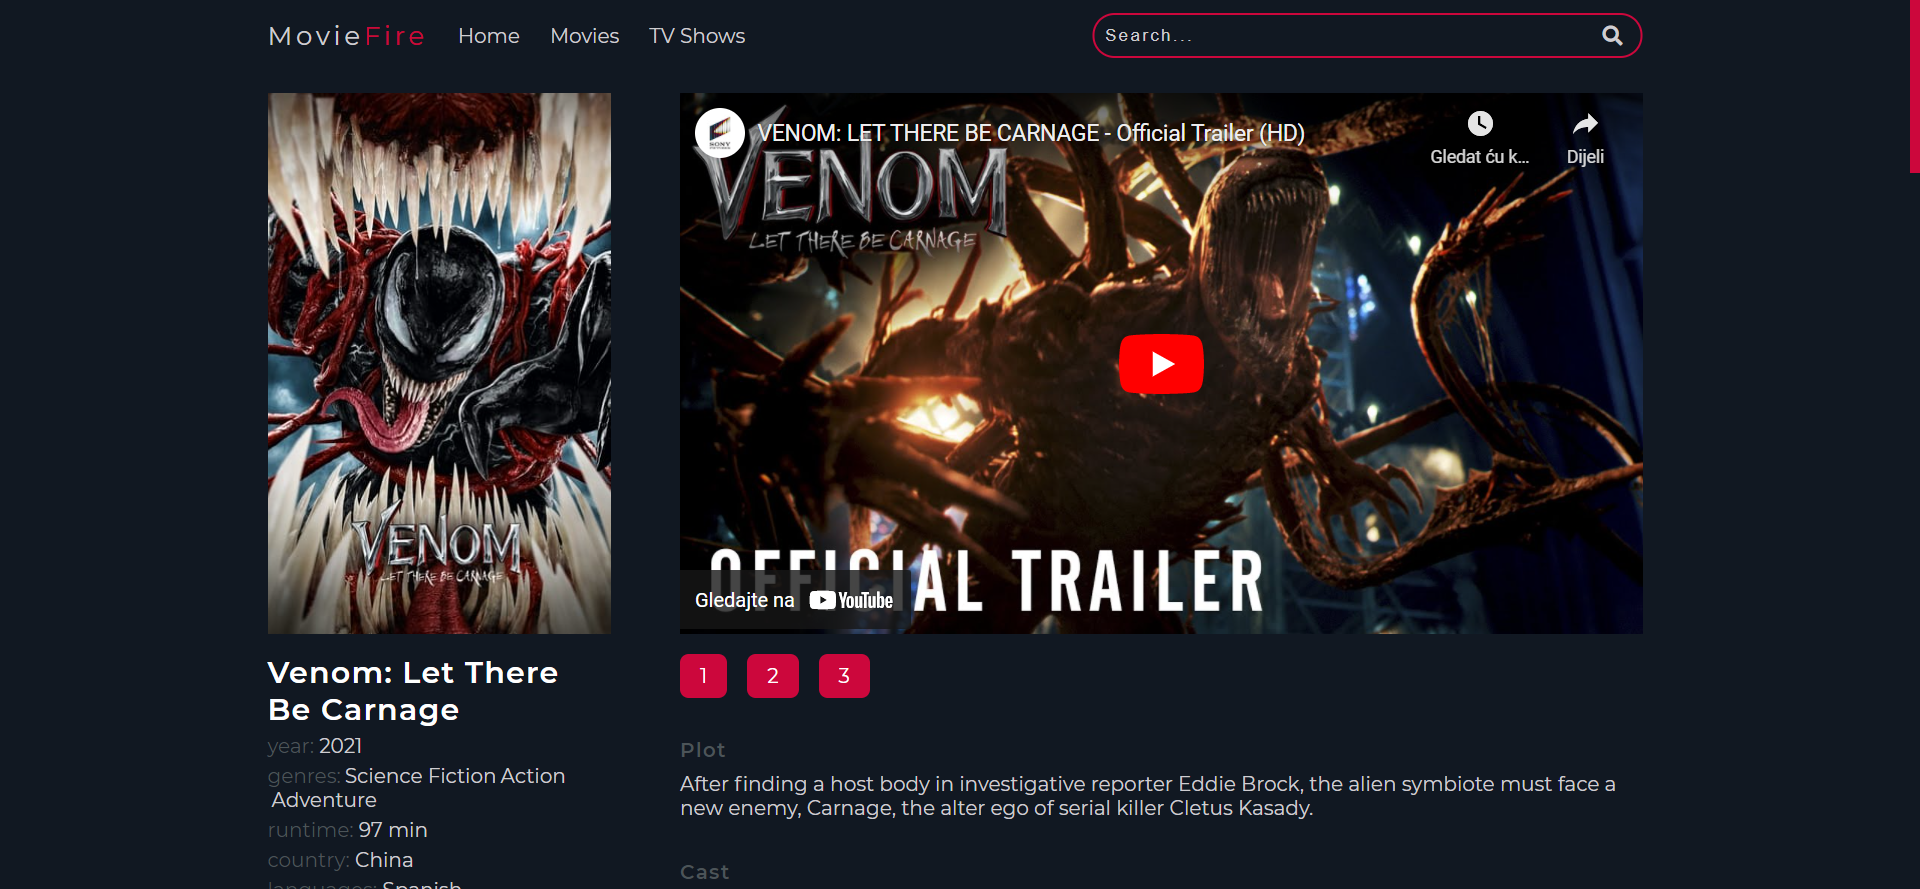 MovieFire Home Movies TV Shows
Search...
VENOM
LET THERE BE CARNAGE
SONY
VENOM: LET THERE BE CARNAGE - Official Trailer (HD)
Gledat ću k...
Dijeli
VENOM
LET THERE BE CARNAGE
OFFICIAL TRAILER
Gledajte na YouTube
Venom: Let There
Be Carnage
year: 2021
genres: Science Fiction Action
Adventure
runtime: 97 min
country: China
languages: Spanish
1 2 3
Plot
After finding a host body in investigative reporter Eddie Brock, the alien symbiote must face a
new enemy, Carnage, the alter ego of serial killer Cletus Kasady.
Cast